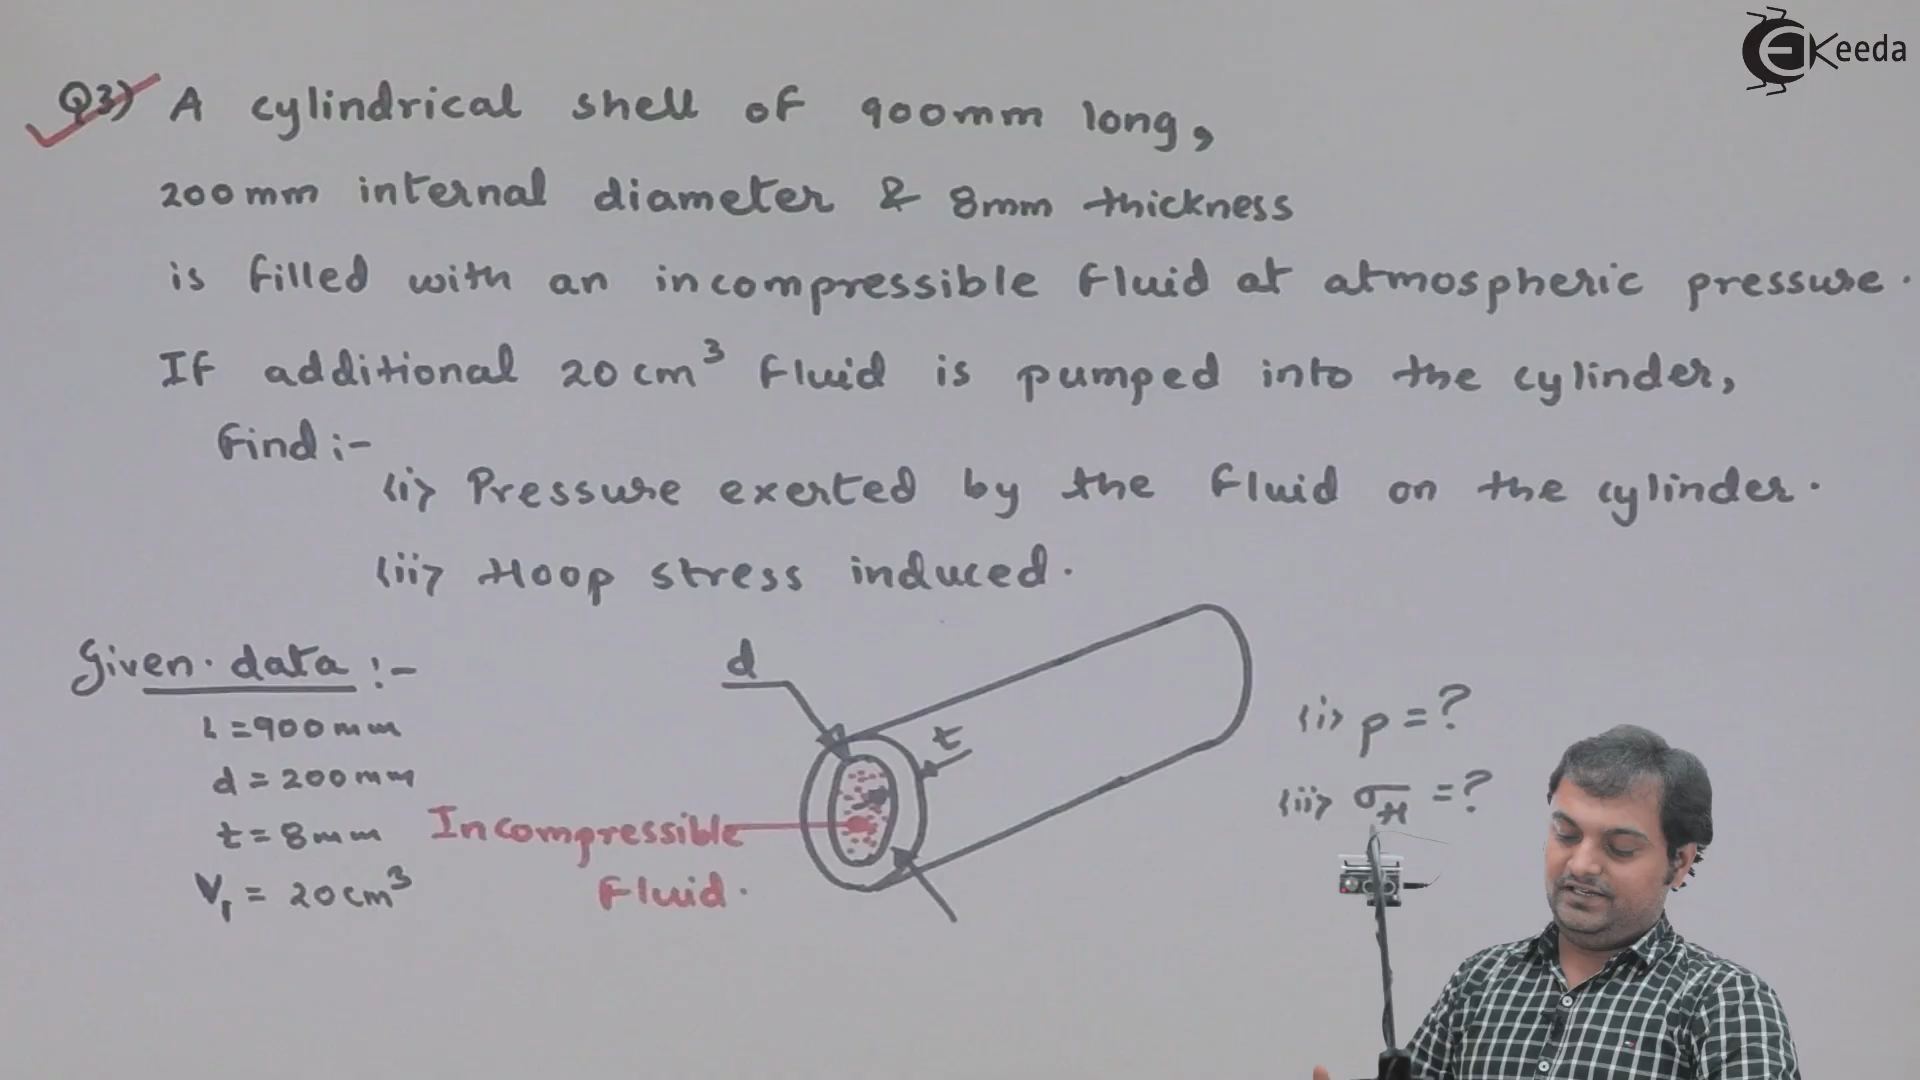 EKeeda
Q3) A cylindrical shell of 900mm long,
200mm internal diameter & 8mm thickness
is filled with an incompressible fluid at atmospheric pressure.
If additional 20cm³ fluid is pumped into the cylinder,
Find :-
(i) Pressure exerted by the fluid on the cylinder.
(ii) Hoop stress induced.
Given data :-
l = 900mm
d = 200mm
t = 8mm
V₁ = 20cm³
d
t
Incompressible
Fluid.
(i) p = ?
(ii) σH = ?